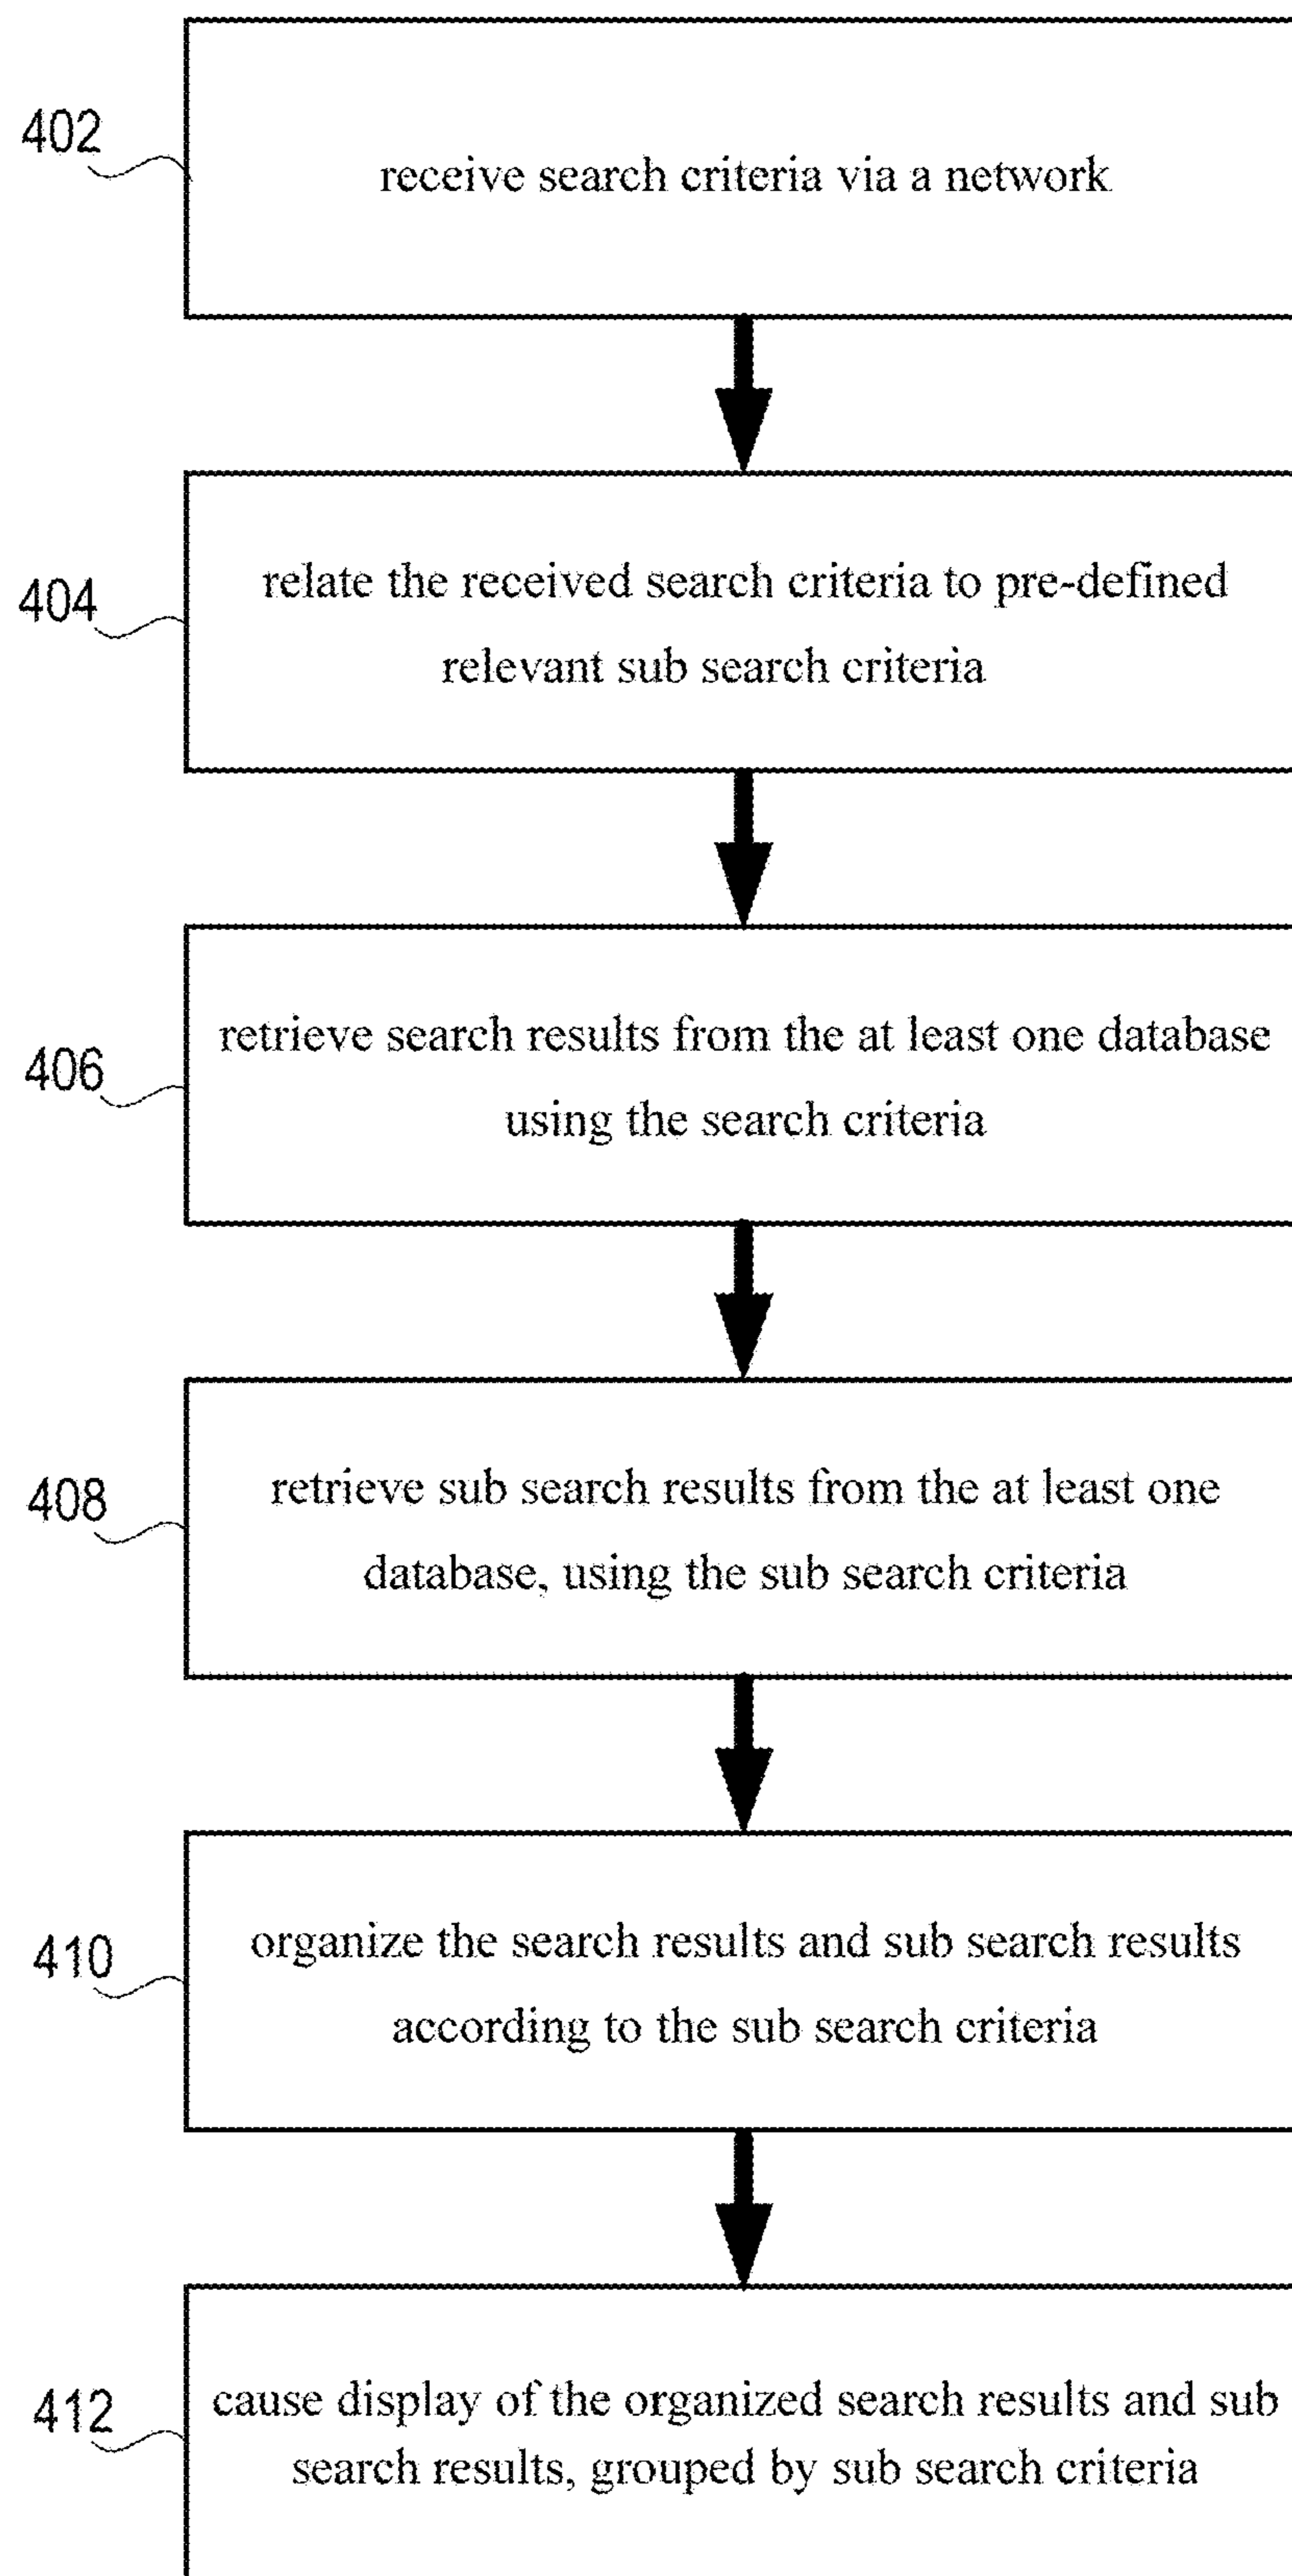 402
receive search criteria via a network
404
relate the received search criteria to pre-defined
relevant sub search criteria
406
retrieve search results from the at least one database
using the search criteria
408
retrieve sub search results from the at least one
database, using the sub search criteria
410
organize the search results and sub search results
according to the sub search criteria
412
cause display of the organized search results and sub
search results, grouped by sub search criteria